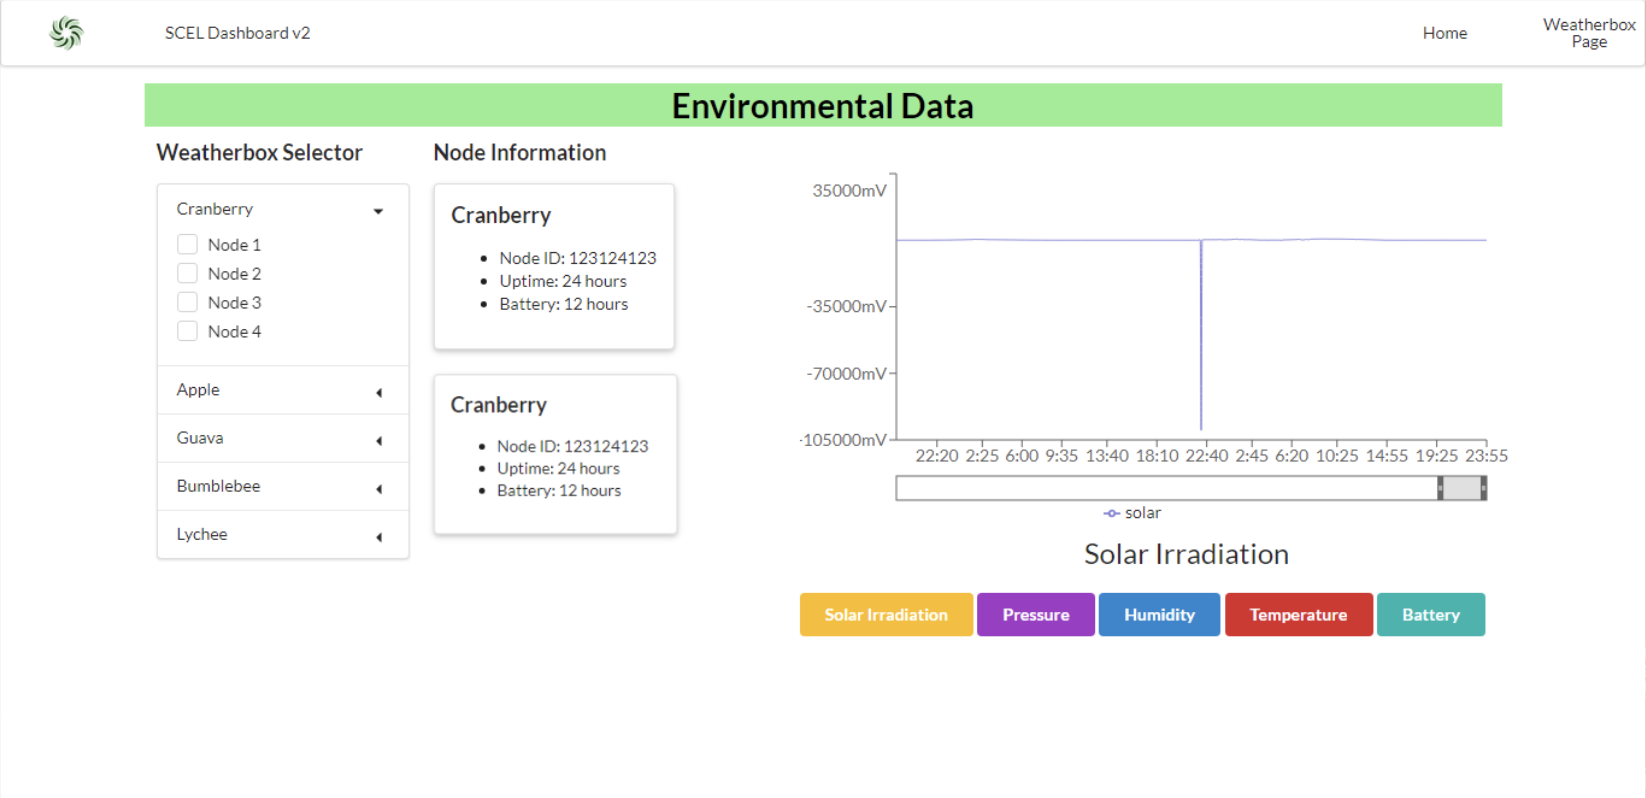 SCEL Dashboard v2
Home
Weatherbox
Page
Environmental Data
Weatherbox Selector
Cranberry
Node 1
Node 2
Node 3
Node 4
Apple
Guava
Bumblebee
Lychee
Node Information
Cranberry
Node ID: 123124123
Uptime: 24 hours
Battery: 12 hours
Cranberry
Node ID: 123124123
Uptime: 24 hours
Battery: 12 hours
35000mV
-35000mV
-70000mV
-105000mV
22:20 2:25 6:00 9:35 13:40 18:10 22:40 2:45 6:20 10:25 14:55 19:25 23:55
solar
Solar Irradiation
Solar Irradiation
Pressure
Humidity
Temperature
Battery